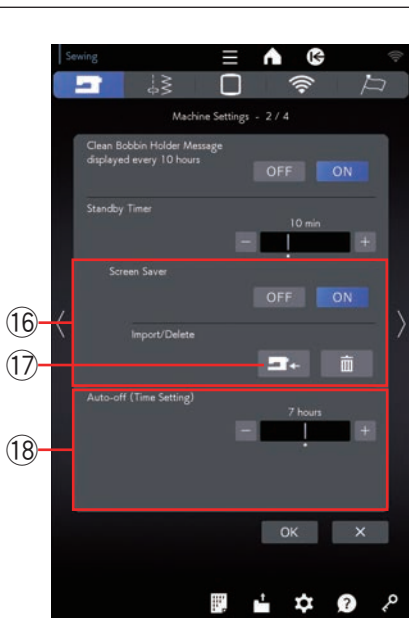 Sewing
Machine Settings - 2 / 4
Clean Bobbin Holder Message
displayed every 10 hours
OFF ON
Standby Timer
10 min
− +
⑯ Screen Saver
OFF ON
Import/Delete
⑰
⑱ Auto-off (Time Setting)
7 hours
− +
OK ×